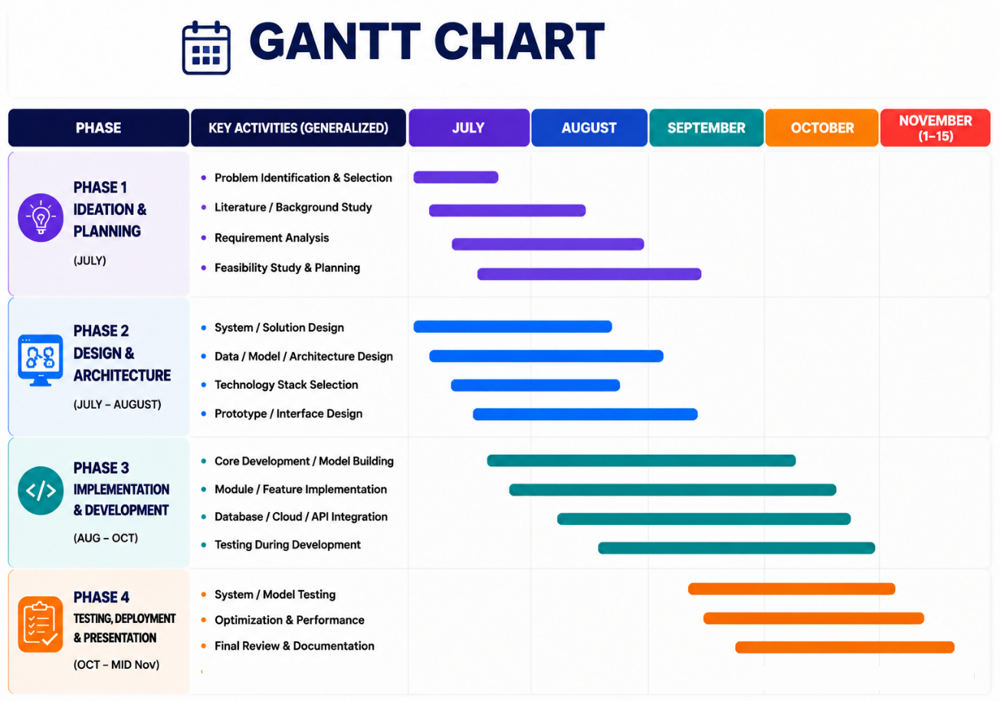 GANTT CHART
PHASE
KEY ACTIVITIES (GENERALIZED)
JULY
AUGUST
SEPTEMBER
OCTOBER
NOVEMBER
(1–15)
PHASE 1
IDEATION &
PLANNING
(JULY)
• Problem Identification & Selection
• Literature / Background Study
• Requirement Analysis
• Feasibility Study & Planning
PHASE 2
DESIGN &
ARCHITECTURE
(JULY – AUGUST)
• System / Solution Design
• Data / Model / Architecture Design
• Technology Stack Selection
• Prototype / Interface Design
</>
PHASE 3
IMPLEMENTATION
& DEVELOPMENT
(AUG – OCT)
• Core Development / Model Building
• Module / Feature Implementation
• Database / Cloud / API Integration
• Testing During Development
PHASE 4
TESTING, DEPLOYMENT
& PRESENTATION
(OCT – MID Nov)
• System / Model Testing
• Optimization & Performance
• Final Review & Documentation